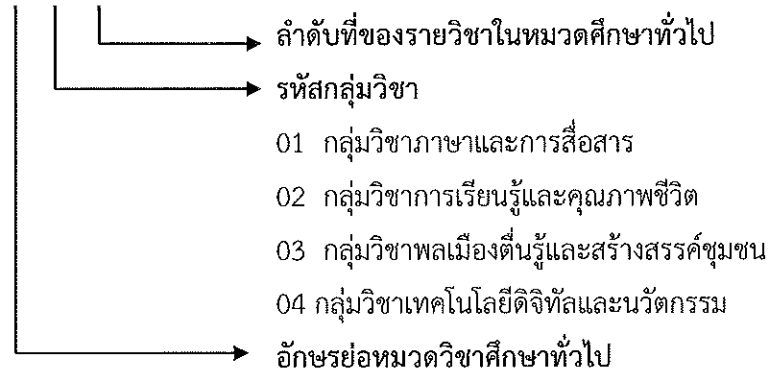 ลำดับที่ของรายวิชาในหมวดศึกษาทั่วไป
รหัสกลุ่มวิชา
01 กลุ่มวิชาภาษาและการสื่อสาร
02 กลุ่มวิชาการเรียนรู้และคุณภาพชีวิต
03 กลุ่มวิชาพลเมืองตื่นรู้และสร้างสรรค์ชุมชน
04 กลุ่มวิชาเทคโนโลยีดิจิทัลและนวัตกรรม
อักษรย่อหมวดวิชาศึกษาทั่วไป